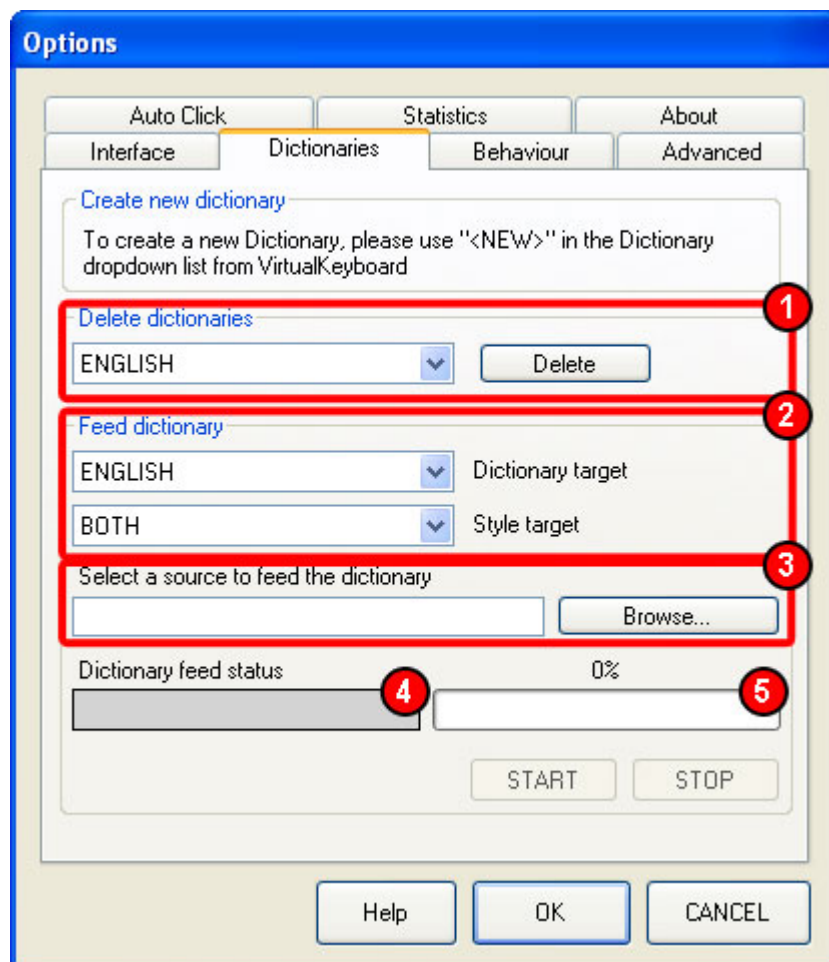 Options
Auto Click Statistics About
Interface Dictionaries Behaviour Advanced
Create new dictionary
To create a new Dictionary, please use "<NEW>" in the Dictionary
dropdown list from VirtualKeyboard
1
Delete dictionaries
ENGLISH Delete
2
Feed dictionary
ENGLISH Dictionary target
BOTH Style target
3
Select a source to feed the dictionary
Browse...
Dictionary feed status 0%
4 5
START STOP
Help OK CANCEL